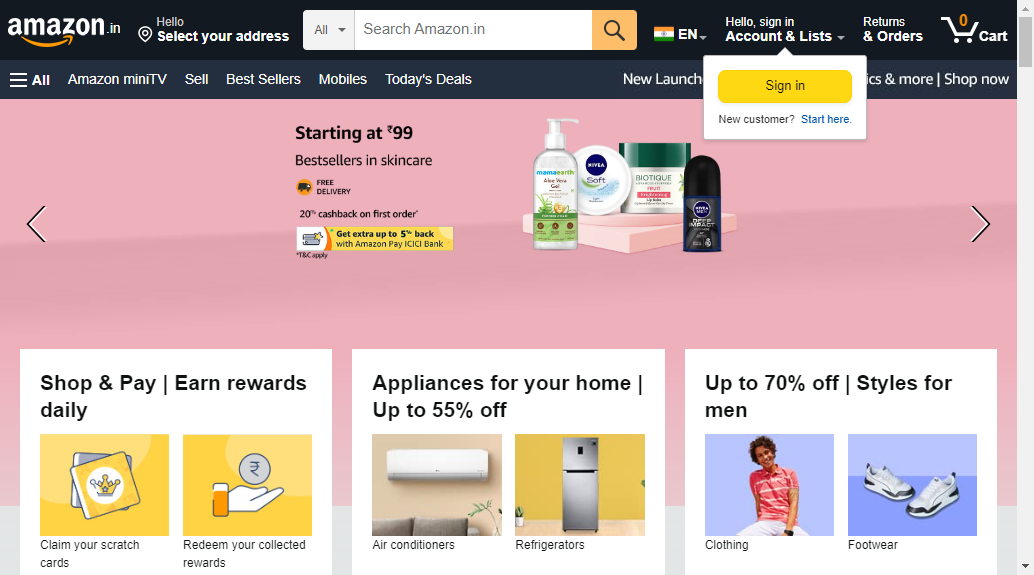 amazon.in
Hello
Select your address
All
Search Amazon.in
EN
Hello, sign in
Account & Lists
Returns
& Orders
0
Cart
All
Amazon miniTV
Sell
Best Sellers
Mobiles
Today's Deals
New Launch
ics & more | Shop now
Sign in
New customer? Start here.
Starting at ₹99
Bestsellers in skincare
FREE
DELIVERY
20% cashback on first order*
Get extra up to 5% back
with Amazon Pay ICICI Bank
*T&C apply
mamaearth
Aloe Vera
Gel
NIVEA
Soft
BIOTIQUE
FRUIT
Brightening
Lip balm
NIVEA
MEN
DEEP
IMPACT
Shop & Pay | Earn rewards
daily
Appliances for your home |
Up to 55% off
Up to 70% off | Styles for
men
₹
Claim your scratch
cards
Redeem your collected
rewards
Air conditioners
Refrigerators
Clothing
Footwear